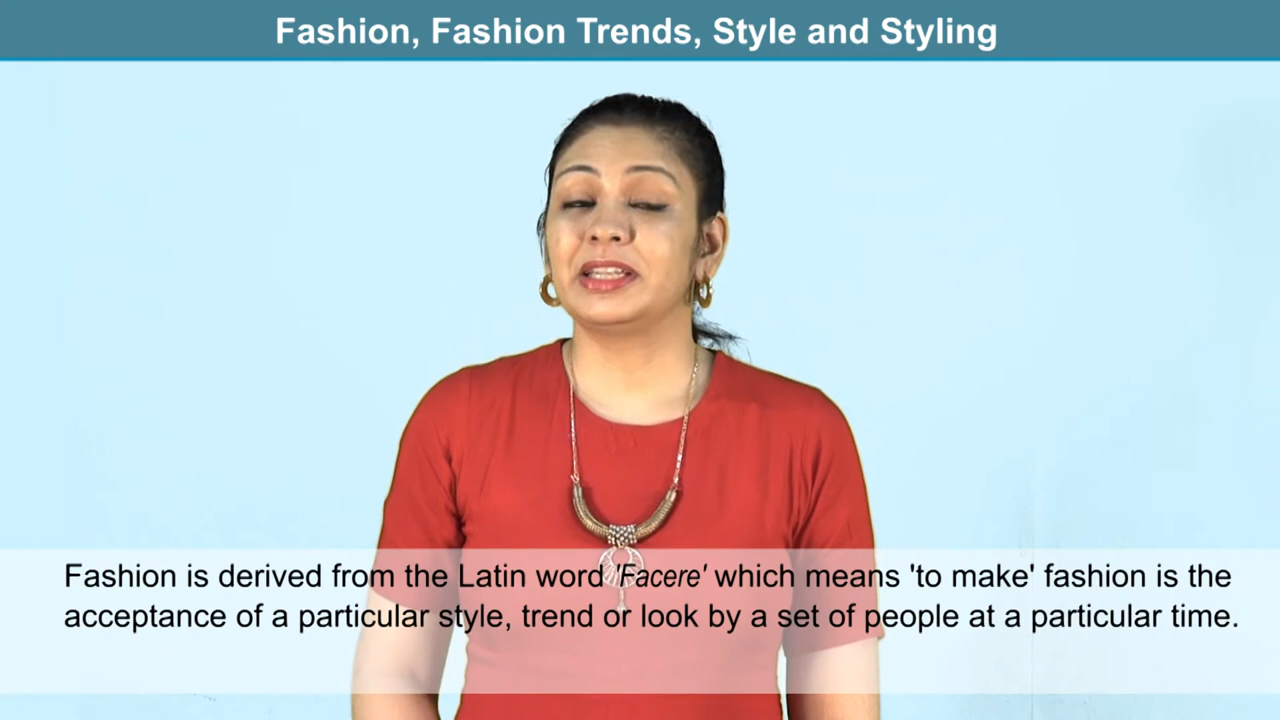 Fashion, Fashion Trends, Style and Styling
Fashion is derived from the Latin word 'Facere' which means 'to make' fashion is the
acceptance of a particular style, trend or look by a set of people at a particular time.